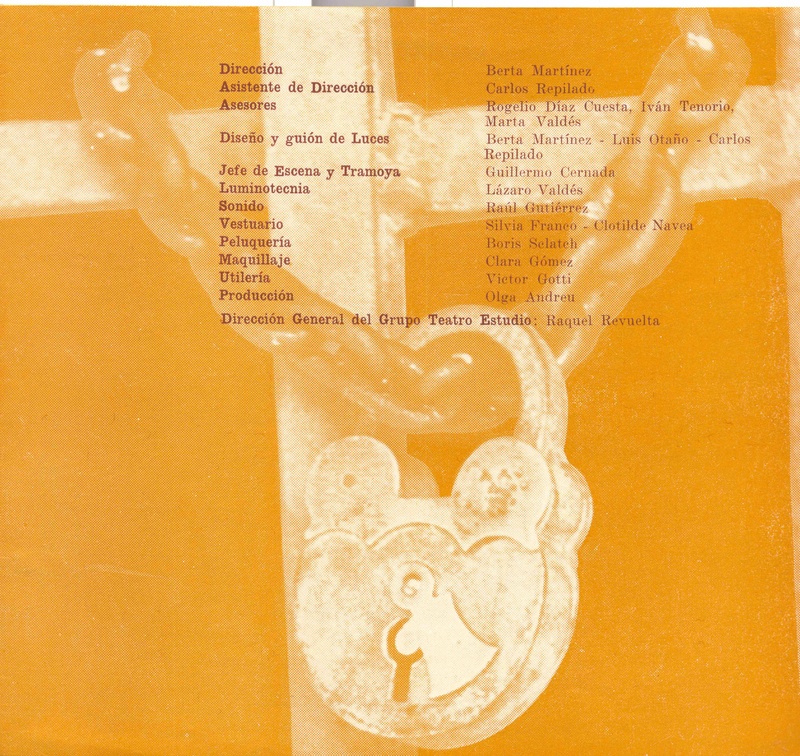 Dirección Berta Martínez
Asistente de Dirección Carlos Repilado
Asesores Rogelio Díaz Cuesta, Iván Tenorio,
Marta Valdés
Diseño y guión de Luces Berta Martínez - Luis Otaño - Carlos
Repilado
Jefe de Escena y Tramoya Guillermo Cernada
Luminotecnia Lázaro Valdés
Sonido Raúl Gutiérrez
Vestuario Silvia Franco - Clotilde Navea
Peluquería Boris Selatch
Maquillaje Clara Gómez
Utilería Víctor Gotti
Producción Olga Andreu
Dirección General del Grupo Teatro Estudio: Raquel Revuelta